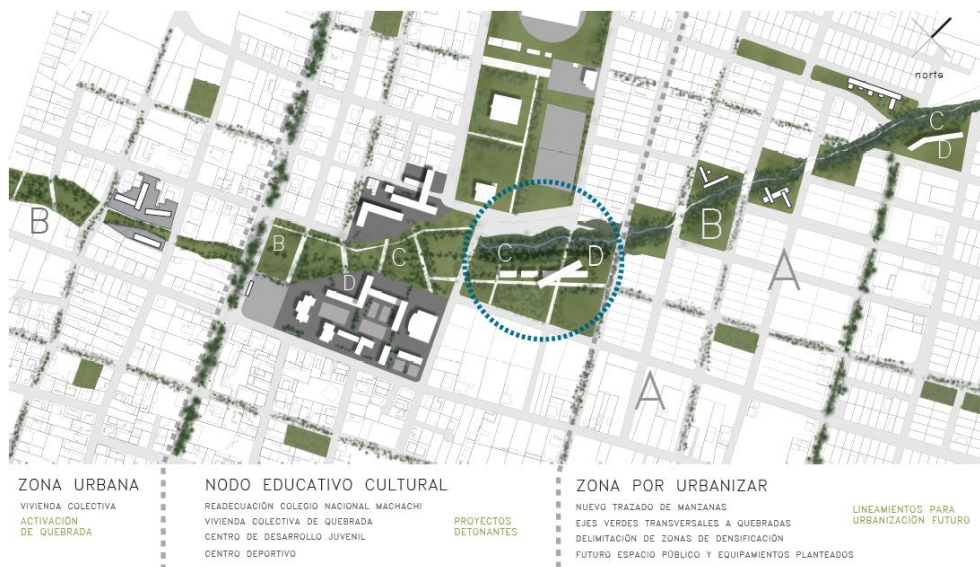 norte
C
D
B
B
B
C
C
D
D
A
A
ZONA URBANA
VIVIENDA COLECTIVA
ACTIVACIÓN
DE QUEBRADA
NODO EDUCATIVO CULTURAL
READECUACIÓN COLEGIO NACIONAL MACHACHI
VIVIENDA COLECTIVA DE QUEBRADA
CENTRO DE DESARROLLO JUVENIL
CENTRO DEPORTIVO
PROYECTOS
DETONANTES
ZONA POR URBANIZAR
NUEVO TRAZADO DE MANZANAS
EJES VERDES TRANSVERSALES A QUEBRADAS
DELIMITACIÓN DE ZONAS DE DENSIFICACIÓN
FUTURO ESPACIO PÚBLICO Y EQUIPAMIENTOS PLANTEADOS
LINEAMIENTOS PARA
URBANIZACIÓN FUTURO